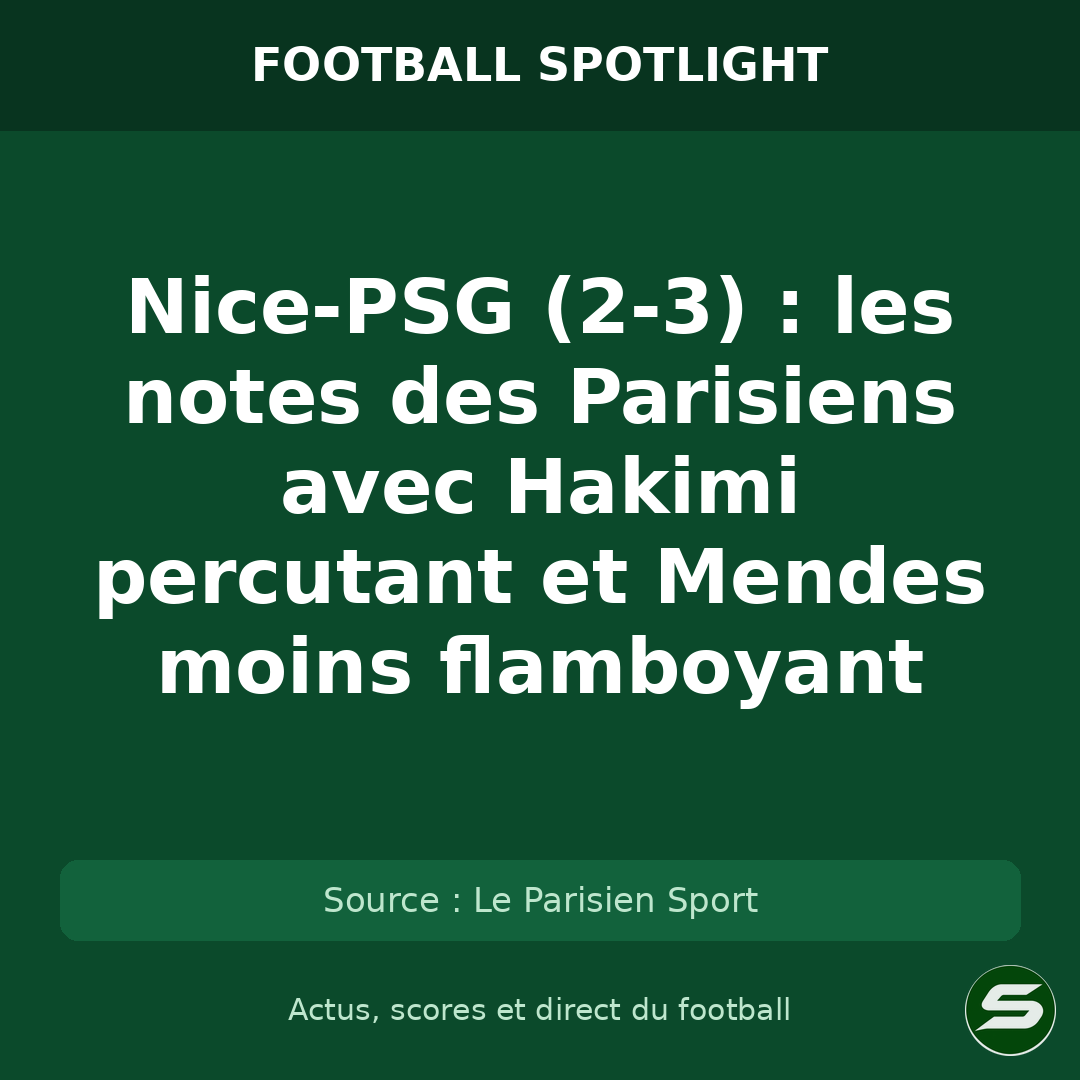 FOOTBALL SPOTLIGHT
Nice-PSG (2-3) : les
notes des Parisiens
avec Hakimi
percutant et Mendes
moins flamboyant
Source : Le Parisien Sport
Actus, scores et direct du football
S